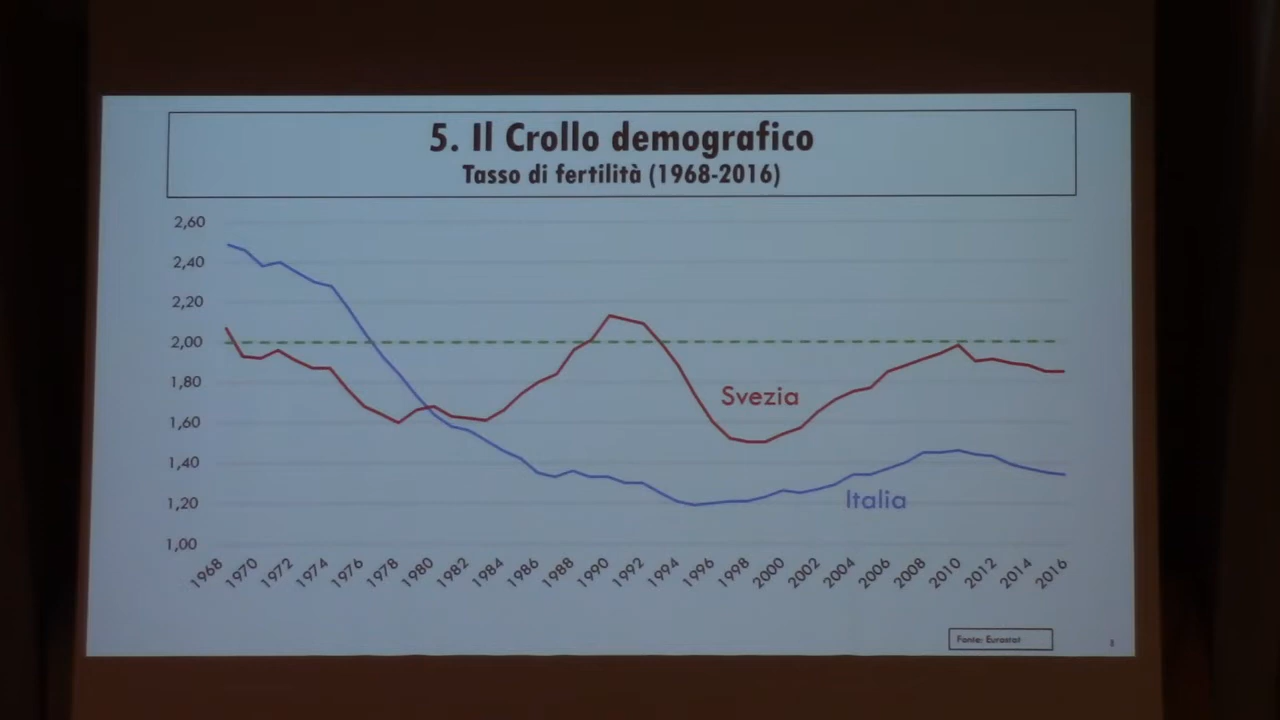 5. Il Crollo demografico
Tasso di fertilità (1968-2016)
2,60
2,40
2,20
2,00
1,80
1,60
1,40
1,20
1,00
Svezia
Italia
1968 1970 1972 1974 1976 1978 1980 1982 1984 1986 1988 1990 1992 1994 1996 1998 2000 2002 2004 2006 2008 2010 2012 2014 2016
Fonte: Eurostat